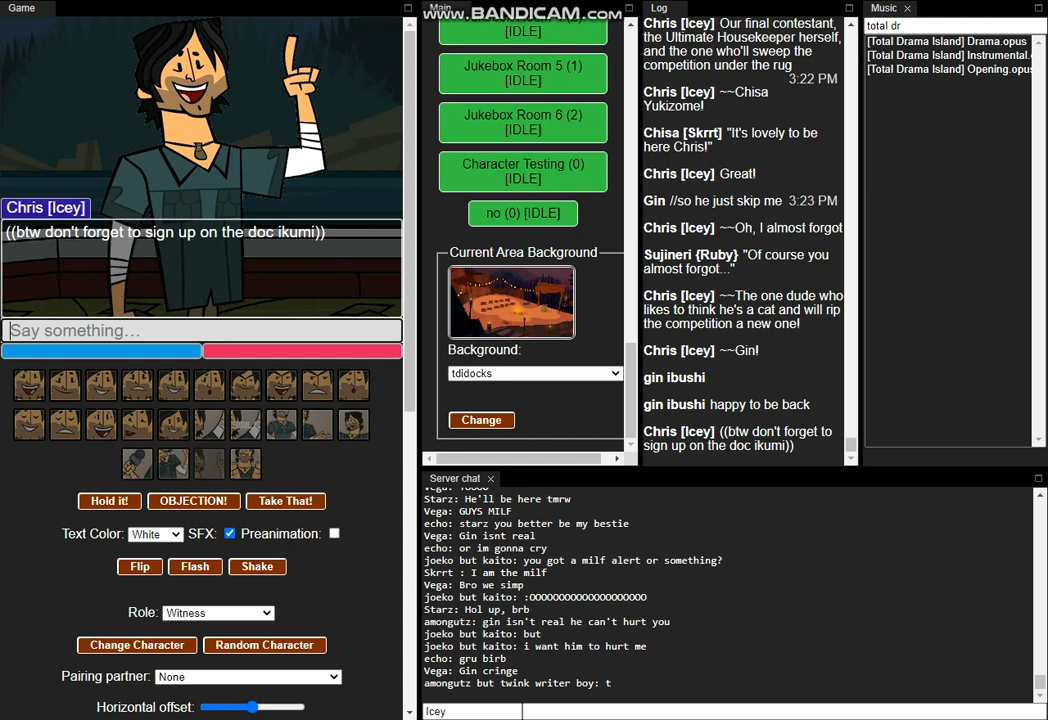 Game
Chris [Icey]
((btw don't forget to sign up on the doc ikumi))
Say something…
Hold it!
OBJECTION!
Take That!
Text Color:
White
SFX:
Preanimation:
Flip
Flash
Shake
Role:
Witness
Change Character
Random Character
Pairing partner:
None
Horizontal offset:
Main
www.BANDICAM.com
[IDLE]
Jukebox Room 5 (1)
[IDLE]
Jukebox Room 6 (2)
[IDLE]
Character Testing (0)
[IDLE]
no (0) [IDLE]
Current Area Background
Background:
tdidocks
Change
Log
Chris [Icey] Our final contestant,
the Ultimate Housekeeper herself,
and the one who'll sweep the
competition under the rug
3:22 PM
Chris [Icey] ~~Chisa
Yukizome!
Chisa [Skrrt] "It's lovely to be
here Chris!"
Chris [Icey] Great!
Gin //so he just skip me 3:23 PM
Chris [Icey] ~~Oh, I almost forgot
Sujineri {Ruby} "Of course you
almost forgot..."
Chris [Icey] ~~The one dude who
likes to think he's a cat and will rip
the competition a new one!
Chris [Icey] ~~Gin!
gin ibushi
gin ibushi happy to be back
Chris [Icey] ((btw don't forget to
sign up on the doc ikumi))
Music
total dr
[Total Drama Island] Drama.opus
[Total Drama Island] Instrumental.
[Total Drama Island] Opening.opus
Server chat
Starz: He'll be here tmrw
Vega: GUYS MILF
echo: starz you better be my bestie
Vega: Gin isnt real
echo: or im gonna cry
joeko but kaito: you got a milf alert or something?
Skrrt : I am the milf
Vega: Bro we simp
joeko but kaito: :OOOOOOOOOOOOOOOOOOOO
Starz: Hol up, brb
amongutz: gin isn't real he can't hurt you
joeko but kaito: but
joeko but kaito: i want him to hurt me
echo: gru birb
Vega: Gin cringe
amongutz but twink writer boy: t
Icey